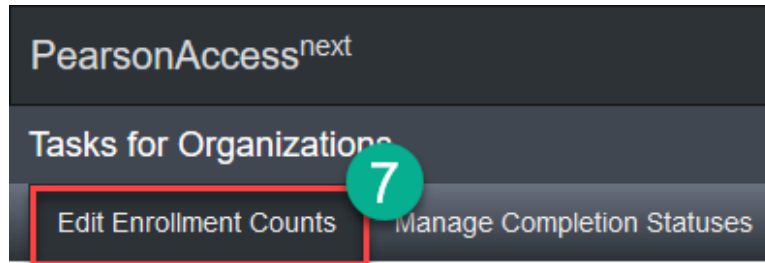 PearsonAccessnext
Tasks for Organizations
7
Edit Enrollment Counts
Manage Completion Statuses